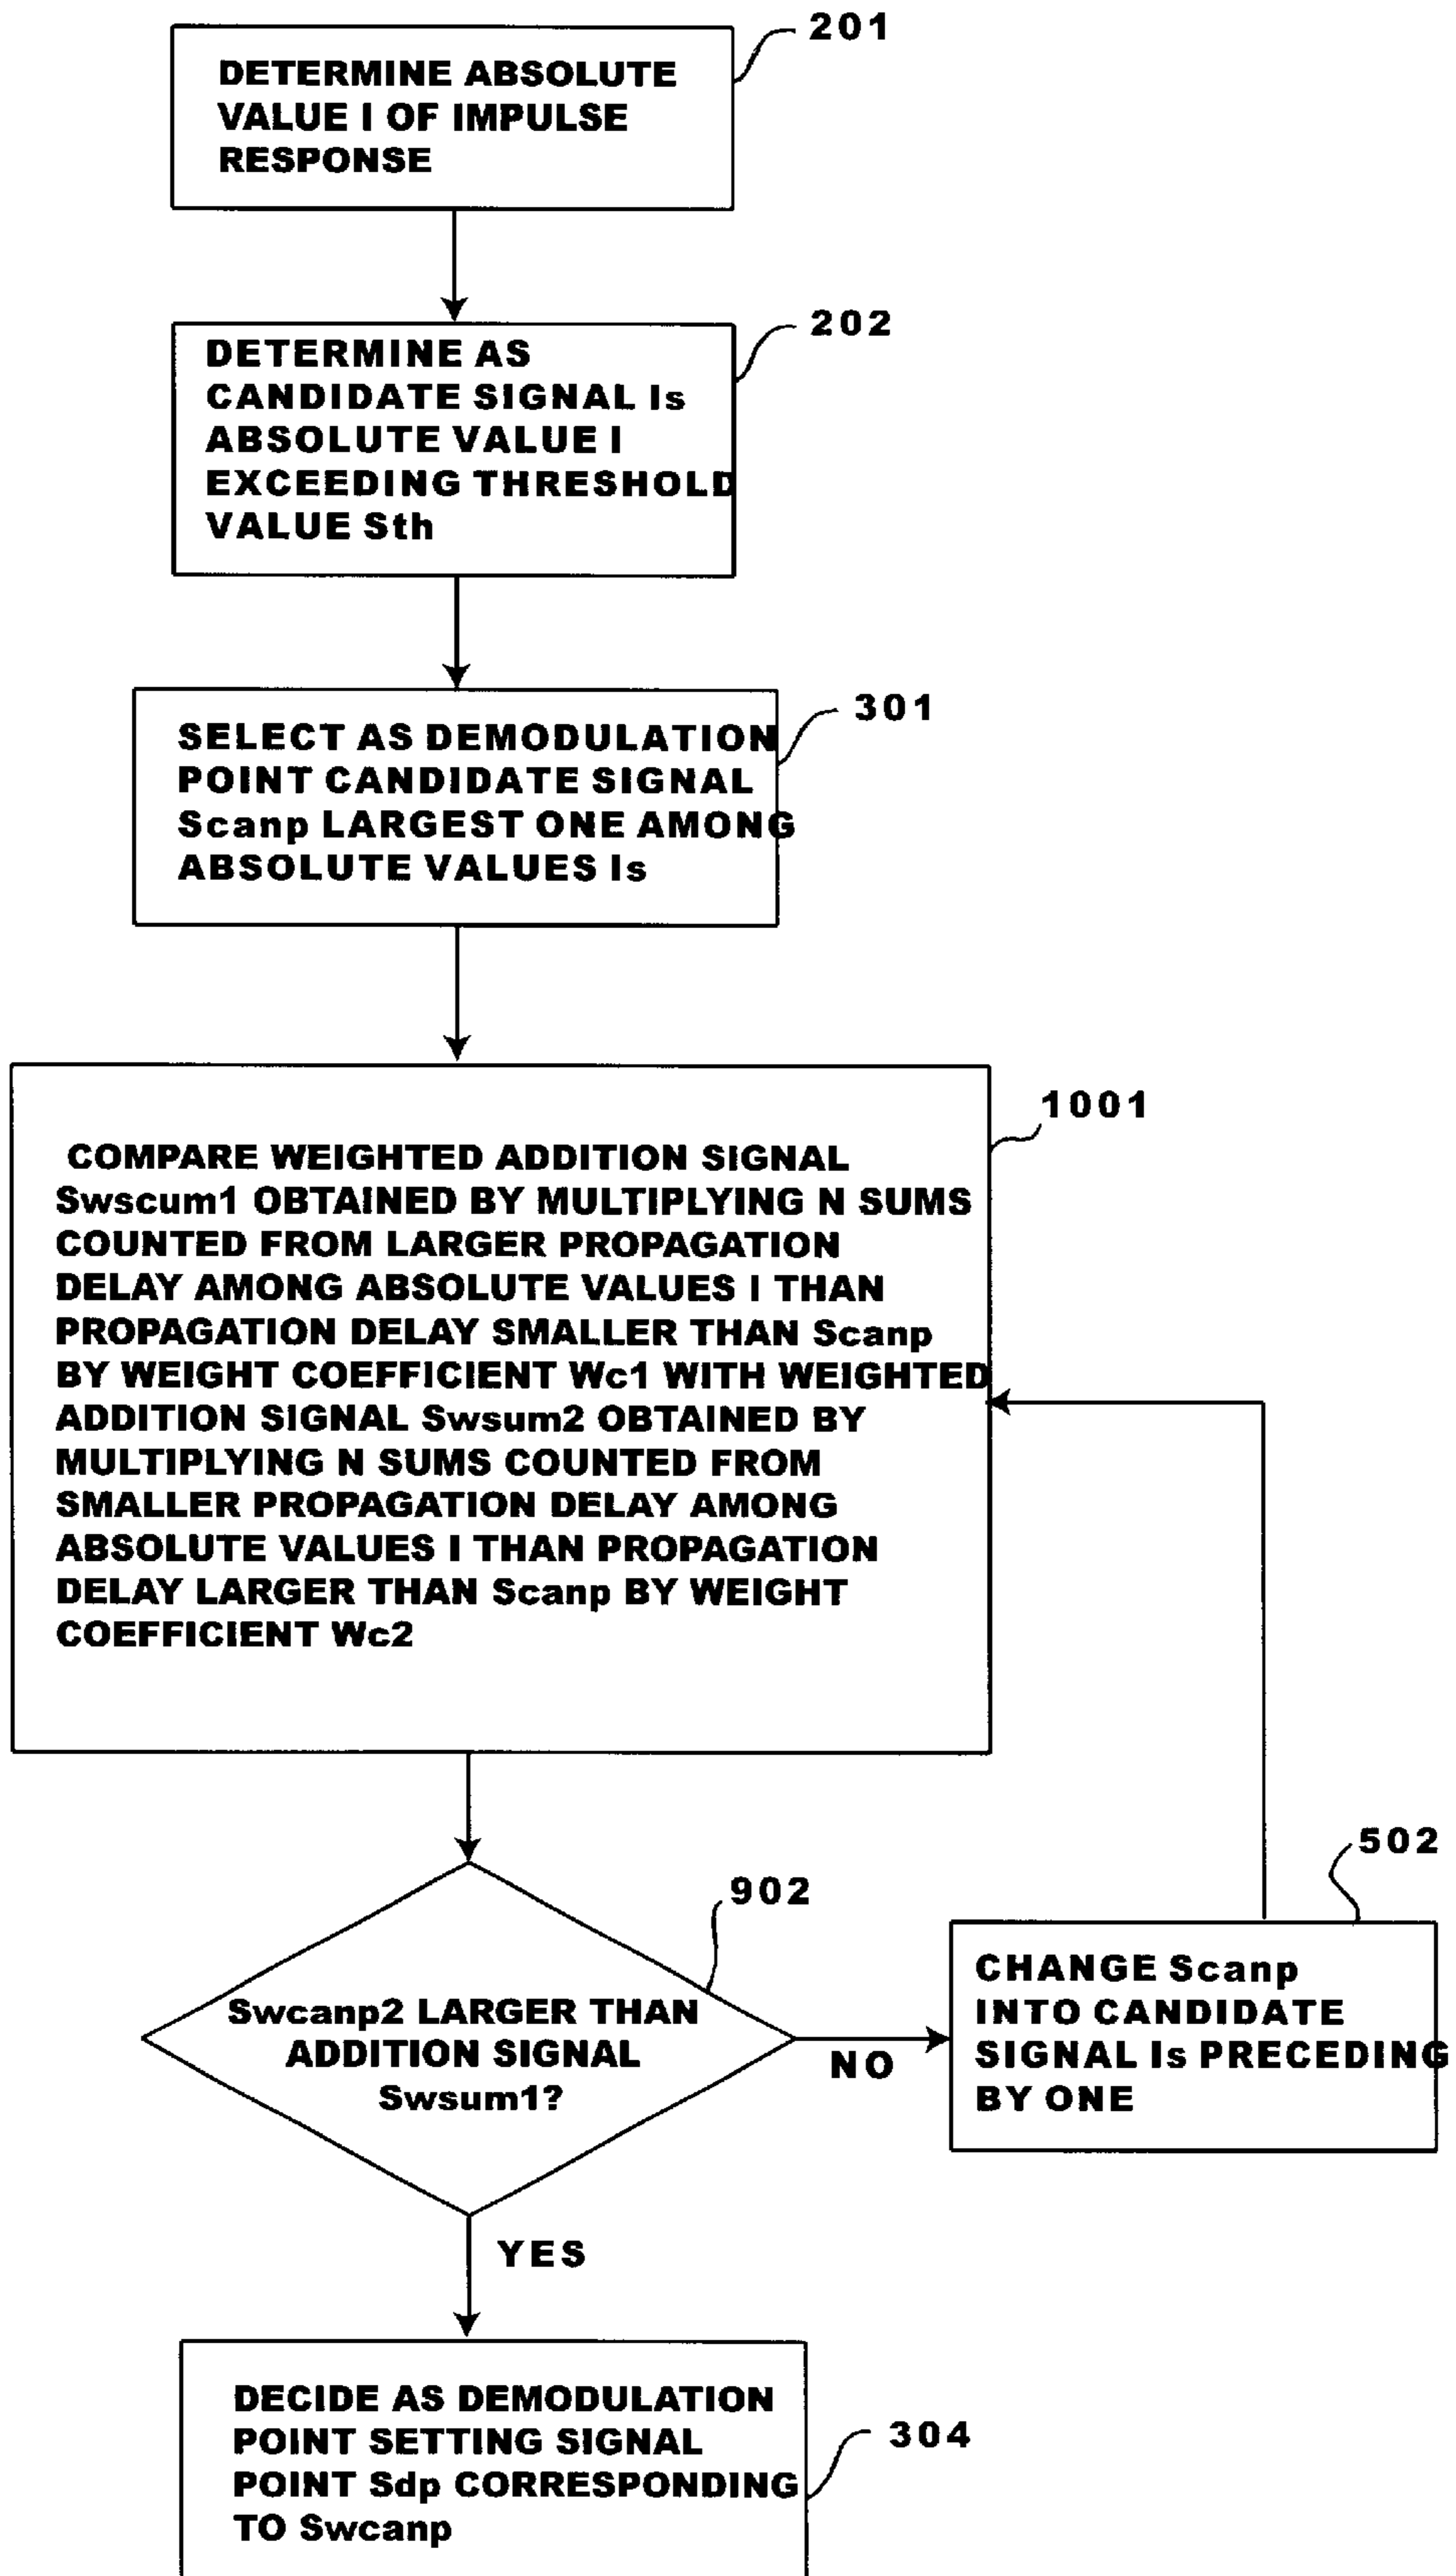 201
DETERMINE ABSOLUTE
VALUE I OF IMPULSE
RESPONSE
202
DETERMINE AS
CANDIDATE SIGNAL Is
ABSOLUTE VALUE I
EXCEEDING THRESHOLD
VALUE Sth
301
SELECT AS DEMODULATION
POINT CANDIDATE SIGNAL
Scanp LARGEST ONE AMONG
ABSOLUTE VALUES Is
1001
COMPARE WEIGHTED ADDITION SIGNAL
Swscum1 OBTAINED BY MULTIPLYING N SUMS
COUNTED FROM LARGER PROPAGATION
DELAY AMONG ABSOLUTE VALUES I THAN
PROPAGATION DELAY SMALLER THAN Scanp
BY WEIGHT COEFFICIENT Wc1 WITH WEIGHTED
ADDITION SIGNAL Swsum2 OBTAINED BY
MULTIPLYING N SUMS COUNTED FROM
SMALLER PROPAGATION DELAY AMONG
ABSOLUTE VALUES I THAN PROPAGATION
DELAY LARGER THAN Scanp BY WEIGHT
COEFFICIENT Wc2
902
Swcanp2 LARGER THAN
ADDITION SIGNAL
Swsum1?
NO
502
CHANGE Scanp
INTO CANDIDATE
SIGNAL Is PRECEDING
BY ONE
YES
304
DECIDE AS DEMODULATION
POINT SETTING SIGNAL
POINT Sdp CORRESPONDING
TO Swcanp